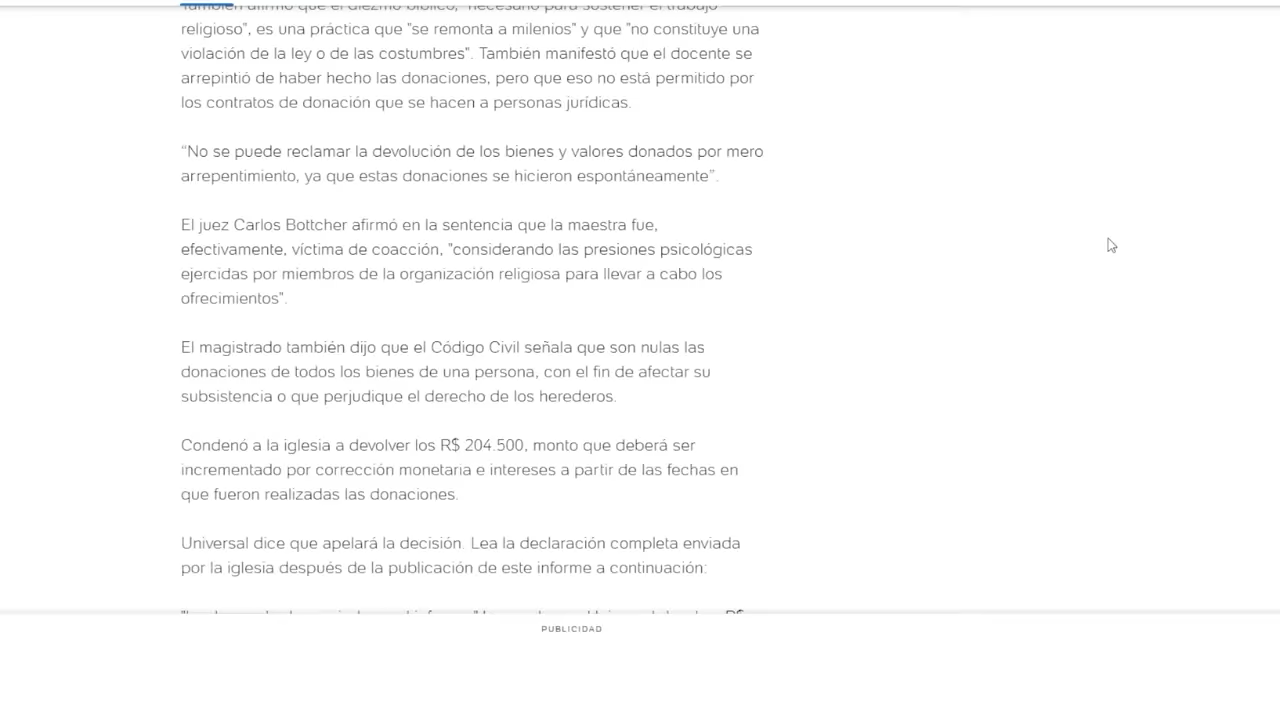 también afirmó que el diezmo bíblico, "necesario para sostener el trabajo
religioso", es una práctica que "se remonta a milenios" y que "no constituye una
violación de la ley o de las costumbres". También manifestó que el docente se
arrepintió de haber hecho las donaciones, pero que eso no está permitido por
los contratos de donación que se hacen a personas jurídicas.
“No se puede reclamar la devolución de los bienes y valores donados por mero
arrepentimiento, ya que estas donaciones se hicieron espontáneamente”.
El juez Carlos Bottcher afirmó en la sentencia que la maestra fue,
efectivamente, víctima de coacción, "considerando las presiones psicológicas
ejercidas por miembros de la organización religiosa para llevar a cabo los
ofrecimientos".
El magistrado también dijo que el Código Civil señala que son nulas las
donaciones de todos los bienes de una persona, con el fin de afectar su
subsistencia o que perjudique el derecho de los herederos.
Condenó a la iglesia a devolver los R$ 204.500, monto que deberá ser
incrementado por corrección monetaria e intereses a partir de las fechas en
que fueron realizadas las donaciones.
Universal dice que apelará la decisión. Lea la declaración completa enviada
por la iglesia después de la publicación de este informe a continuación:
R$
PUBLICIDAD